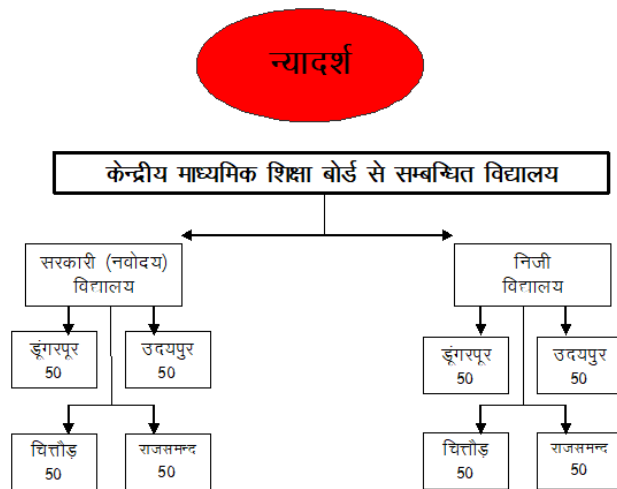 न्यादर्श
केन्द्रीय माध्यमिक शिक्षा बोर्ड से सम्बन्धित विद्यालय
सरकारी (नवोदय)
विद्यालय
निजी
विद्यालय
डूंगरपूर
50
उदयपुर
50
डूंगरपूर
50
उदयपुर
50
चित्तौड़
50
राजसमन्द
50
चित्तौड़
50
राजसमन्द
50